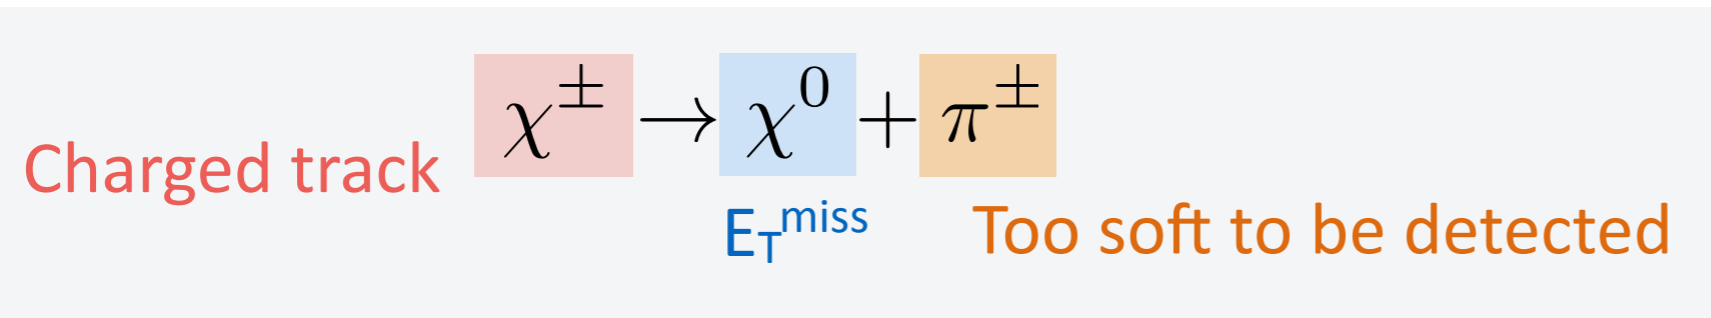 χ± → χ0 + π±
Charged track
ETmiss
Too soft to be detected